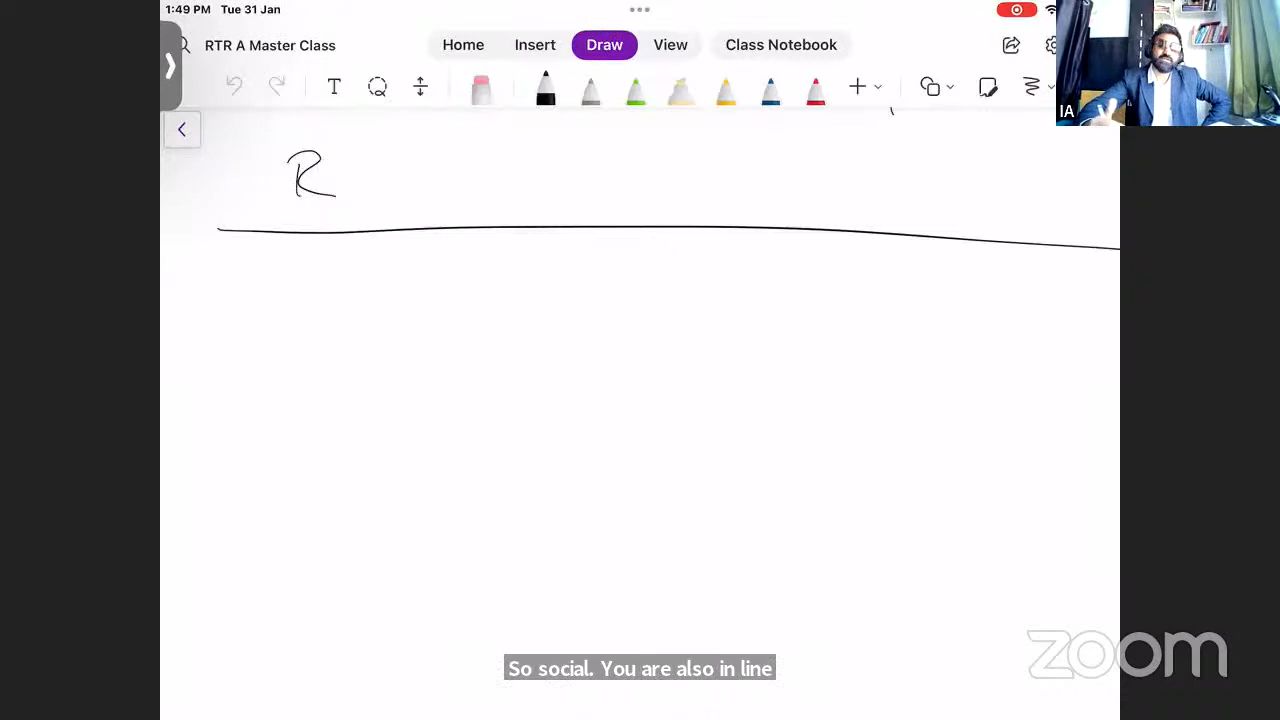 1:49 PM Tue 31 Jan
RTR A Master Class
Home Insert Draw View Class Notebook
T
IA
R
So social. You are also in line
zoom